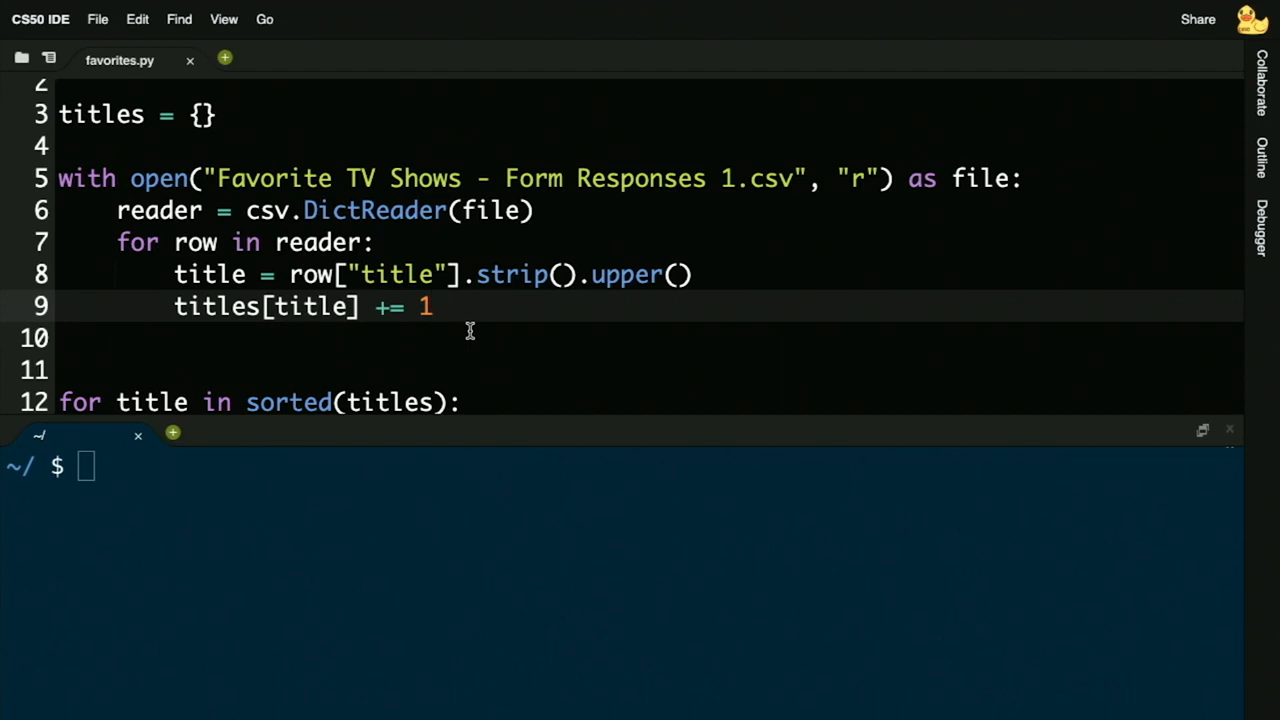 CS50 IDE File Edit Find View Go Share
favorites.py
2
3 titles = {}
4
5 with open("Favorite TV Shows - Form Responses 1.csv", "r") as file:
6     reader = csv.DictReader(file)
7     for row in reader:
8         title = row["title"].strip().upper()
9         titles[title] += 1
10
11
12 for title in sorted(titles):
~/
~/ $
Collaborate
Outline
Debugger